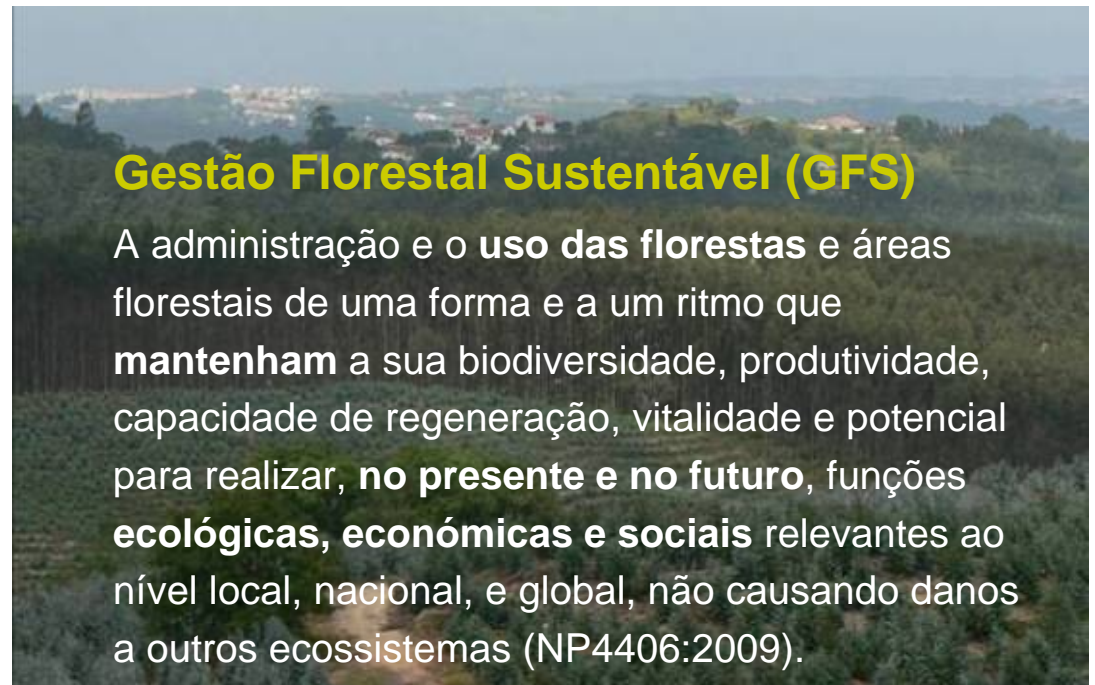 Gestão Florestal Sustentável (GFS)
A administração e o uso das florestas e áreas
florestais de uma forma e a um ritmo que
mantenham a sua biodiversidade, produtividade,
capacidade de regeneração, vitalidade e potencial
para realizar, no presente e no futuro, funções
ecológicas, económicas e sociais relevantes ao
nível local, nacional, e global, não causando danos
a outros ecossistemas (NP4406:2009).